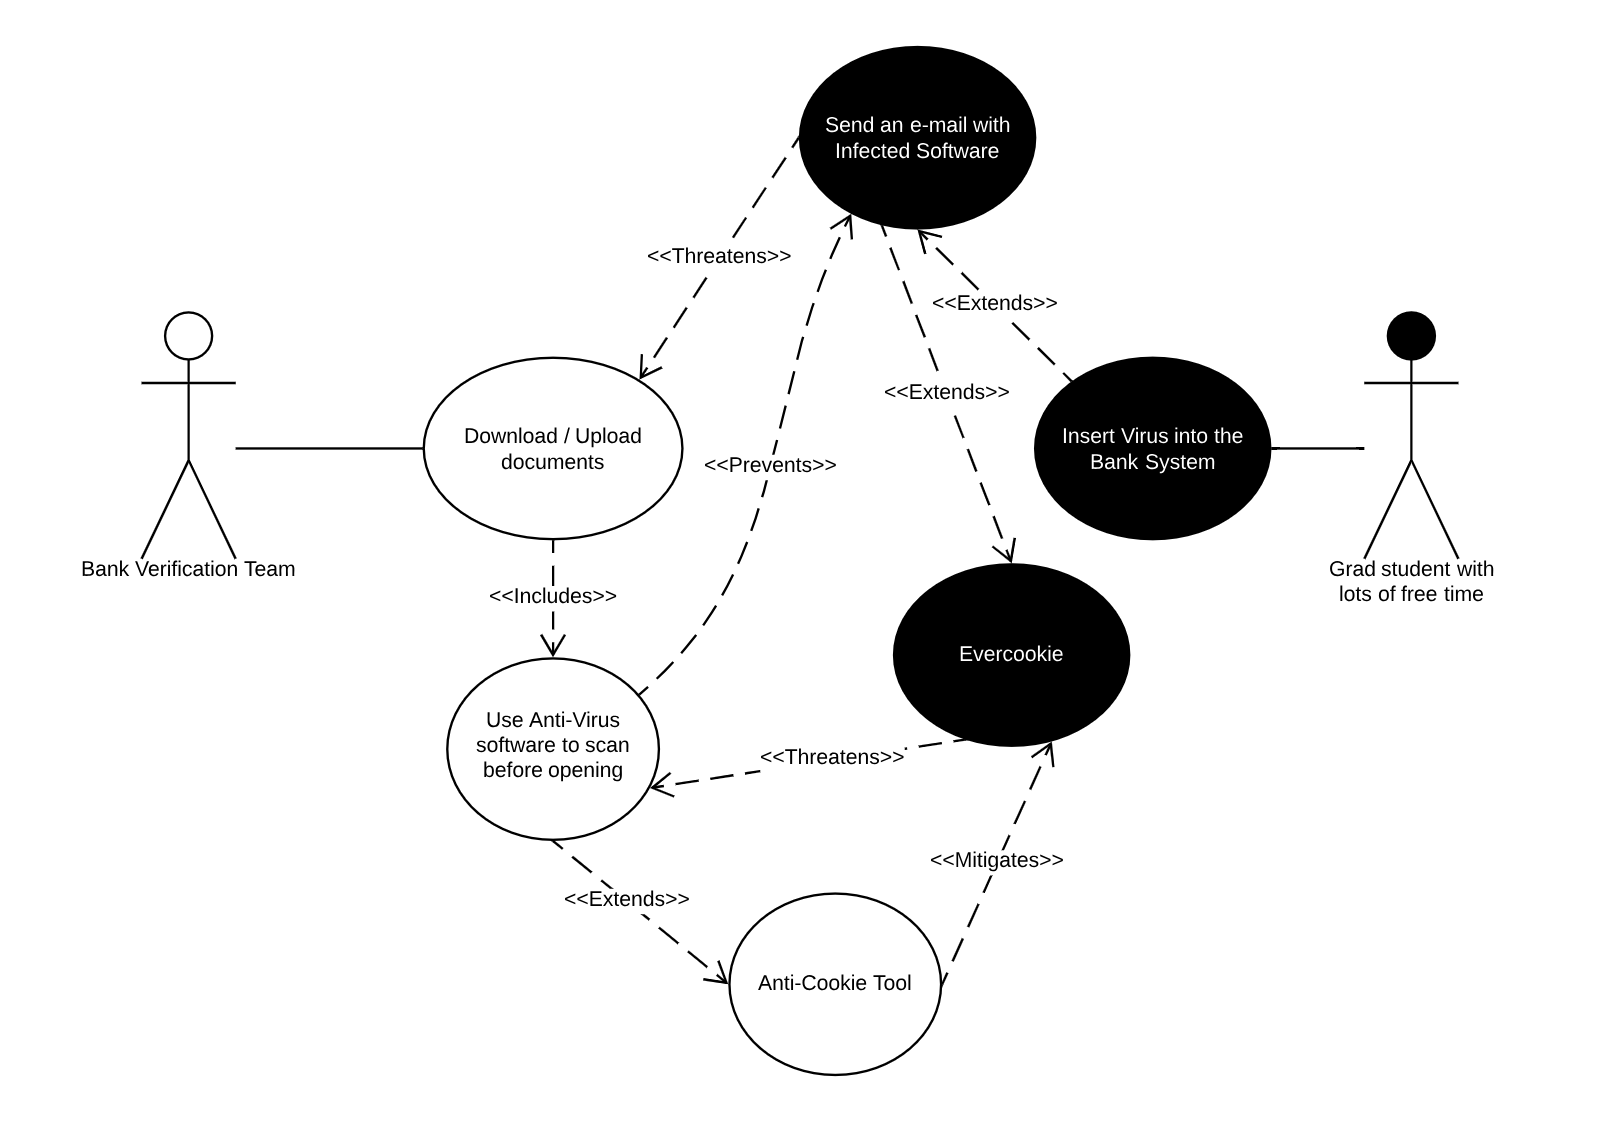 Send an e-mail with
Infected Software
<<Threatens>>
<<Extends>>
<<Extends>>
Download / Upload
documents
<<Prevents>>
Insert Virus into the
Bank System
Bank Verification Team
Grad student with
lots of free time
<<Includes>>
Evercookie
Use Anti-Virus
software to scan
before opening
<<Threatens>>
<<Mitigates>>
<<Extends>>
Anti-Cookie Tool